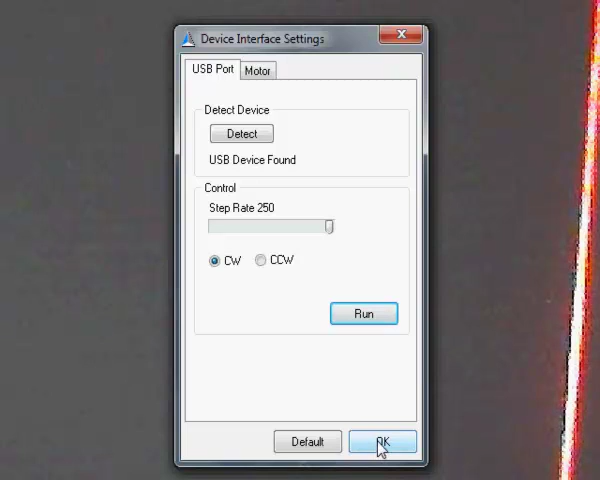 Device Interface Settings
USB Port
Motor
Detect Device
Detect
USB Device Found
Control
Step Rate 250
CW
CCW
Run
Default
OK